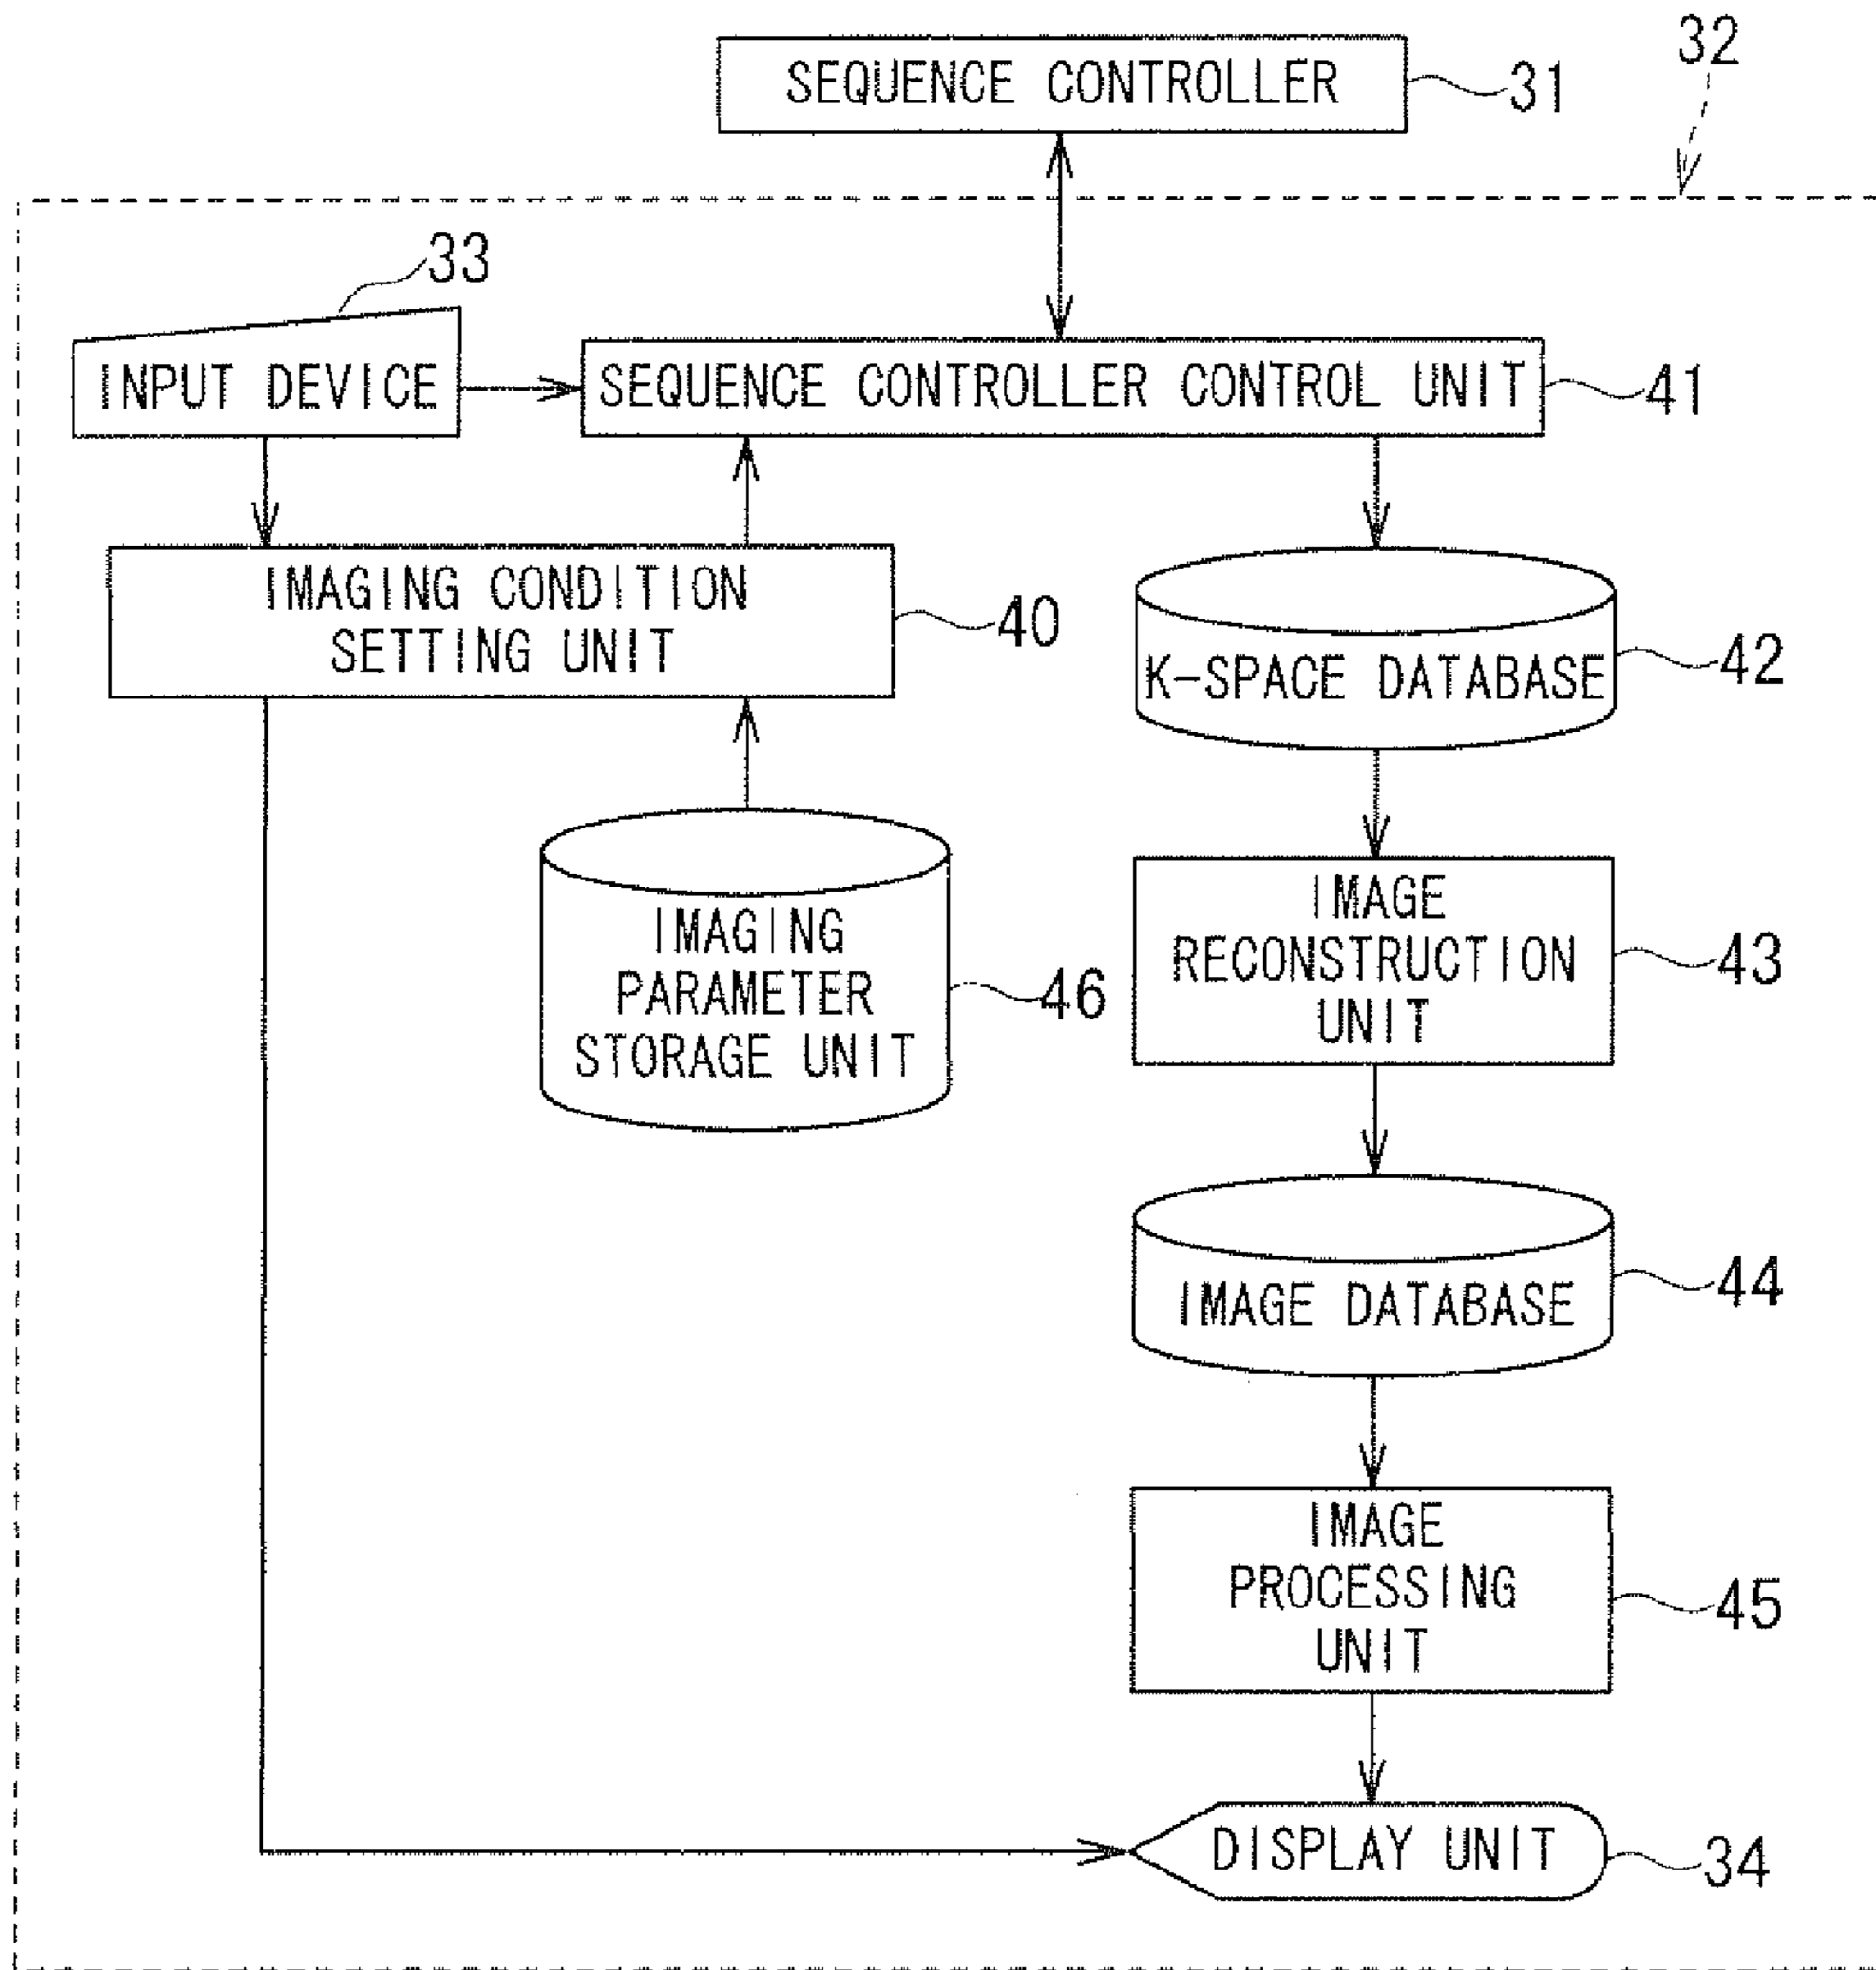 32
SEQUENCE CONTROLLER
31
33
INPUT DEVICE
SEQUENCE CONTROLLER CONTROL UNIT
41
IMAGING CONDITION
SETTING UNIT
40
K-SPACE DATABASE
42
IMAGING
PARAMETER
STORAGE UNIT
46
IMAGE
RECONSTRUCTION
UNIT
43
IMAGE DATABASE
44
IMAGE
PROCESSING
UNIT
45
DISPLAY UNIT
34